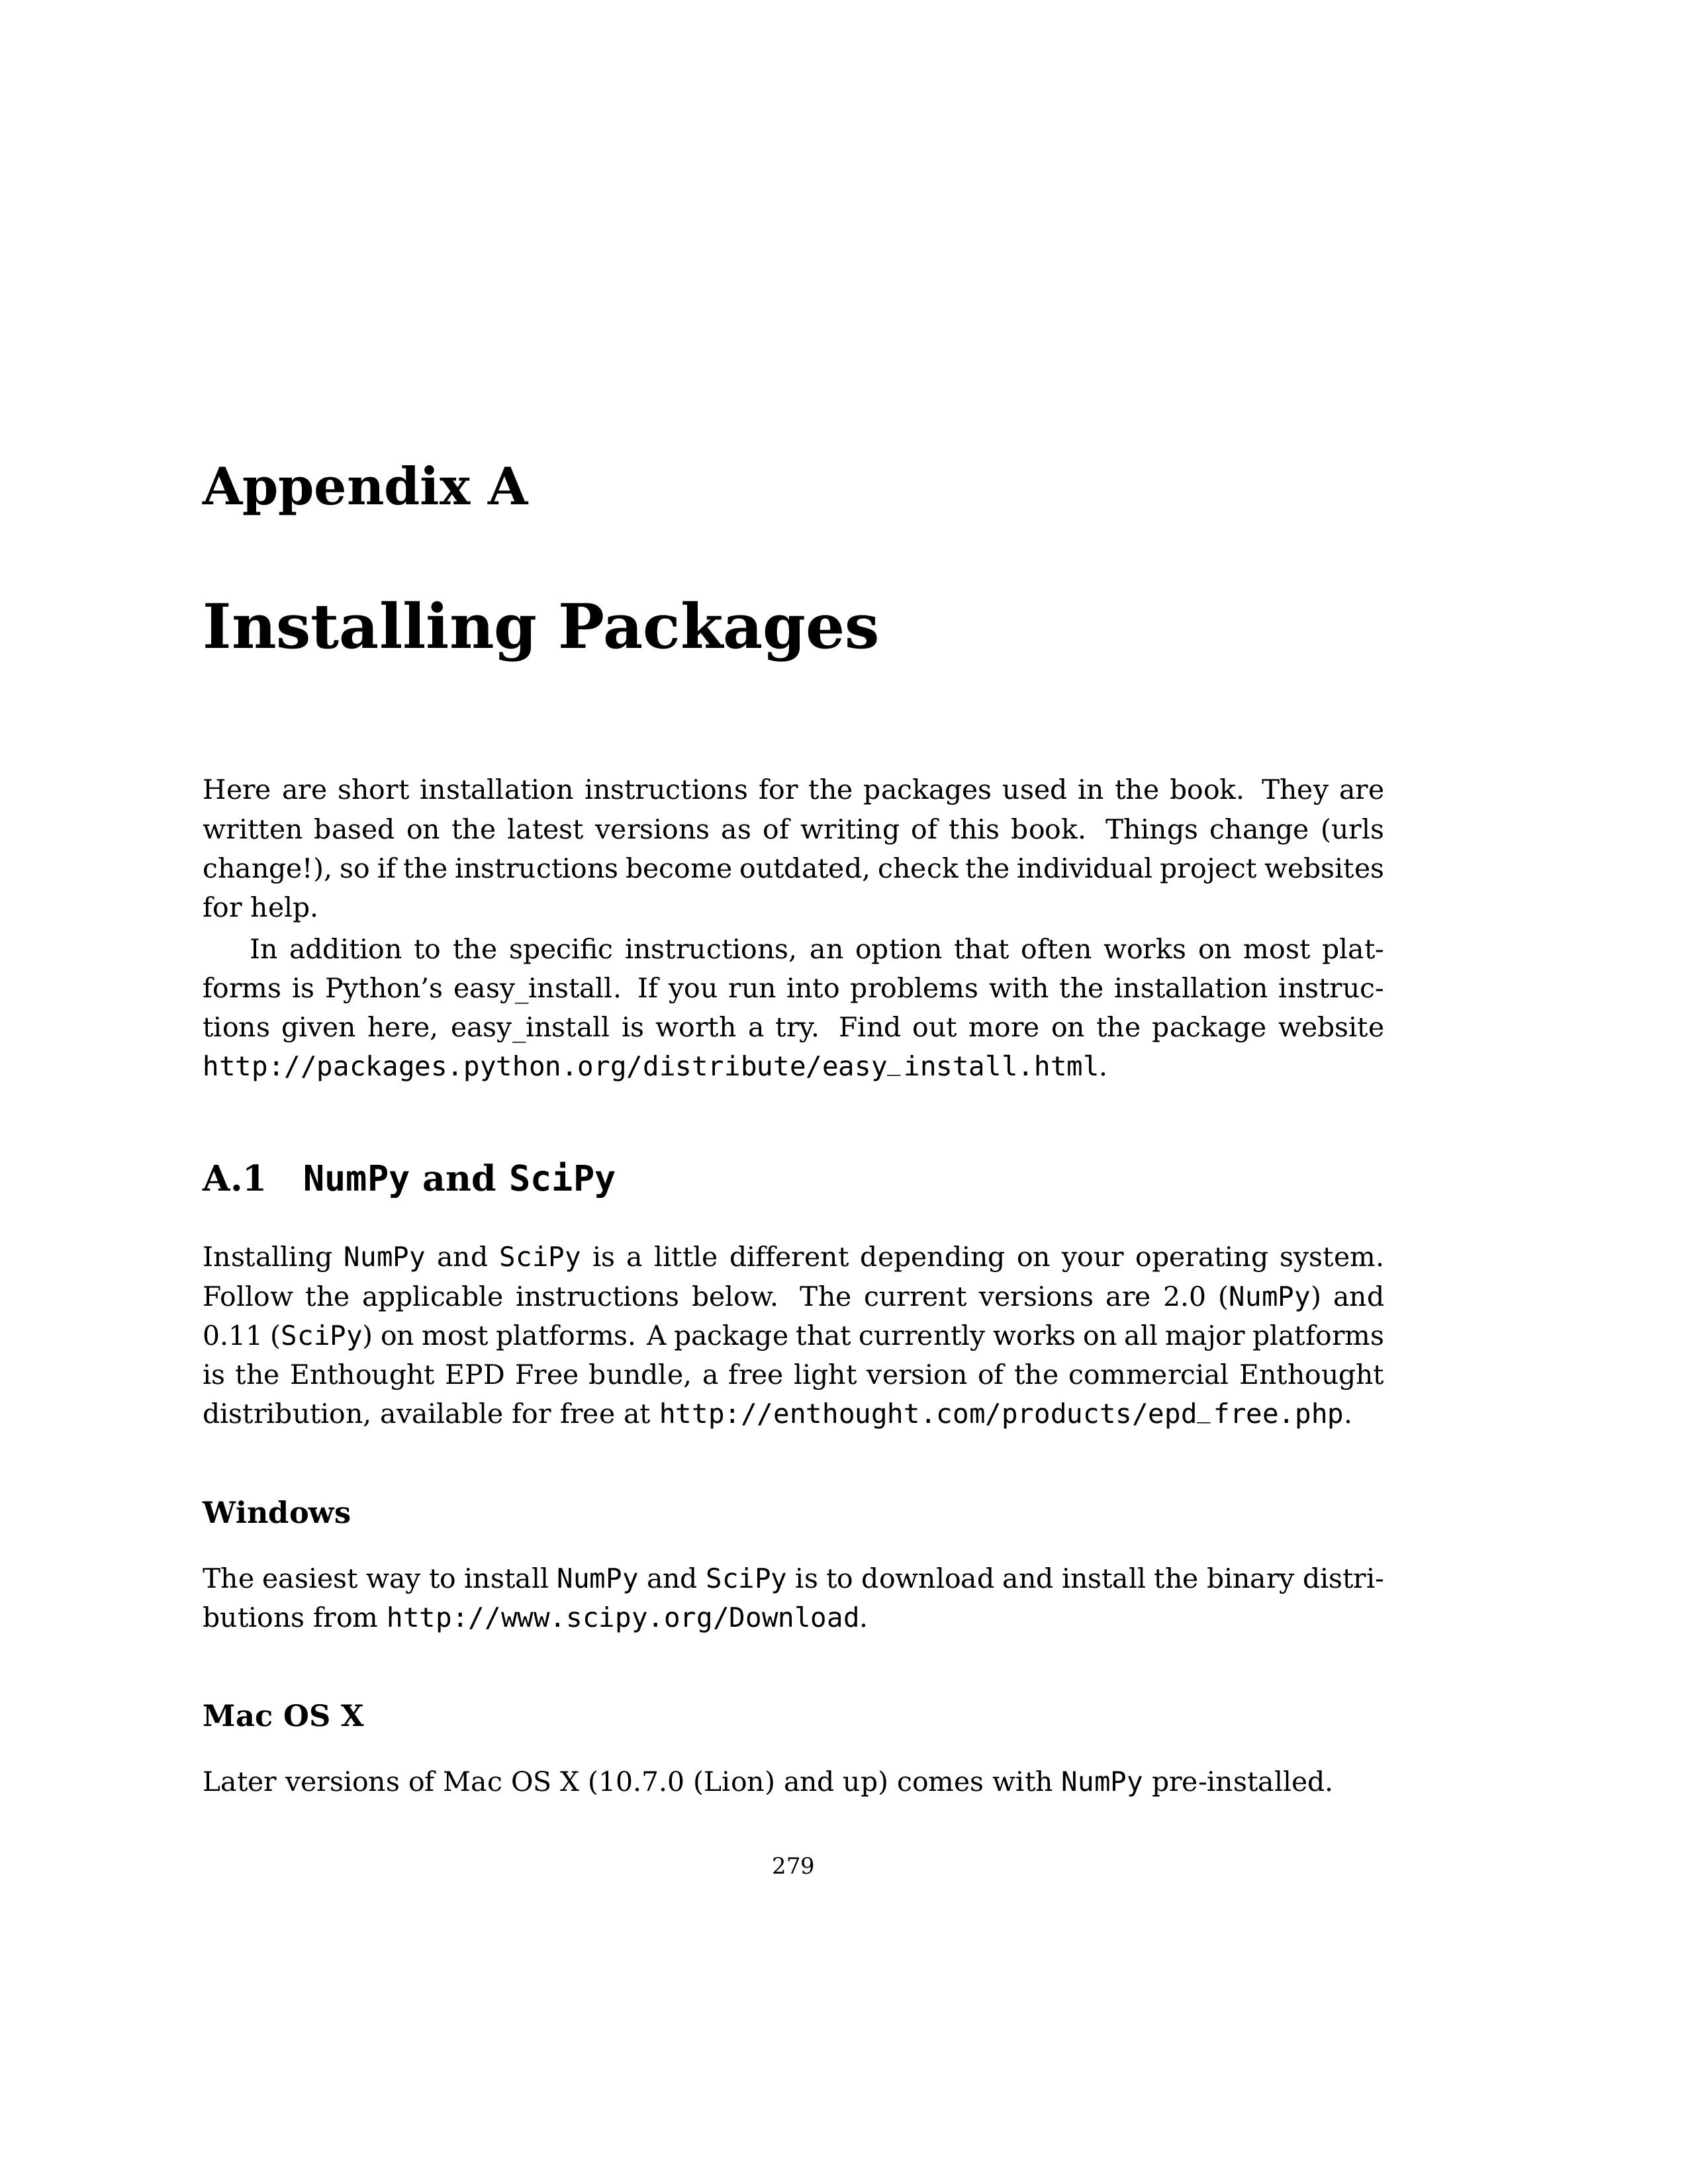 Appendix A
Installing Packages
Here are short installation instructions for the packages used in the book. They are
written based on the latest versions as of writing of this book. Things change (urls
change!), so if the instructions become outdated, check the individual project websites
for help.
In addition to the specific instructions, an option that often works on most plat-
forms is Python’s easy_install. If you run into problems with the installation instruc-
tions given here, easy_install is worth a try. Find out more on the package website
http://packages.python.org/distribute/easy_install.html.
A.1 NumPy and SciPy
Installing NumPy and SciPy is a little different depending on your operating system.
Follow the applicable instructions below. The current versions are 2.0 (NumPy) and
0.11 (SciPy) on most platforms. A package that currently works on all major platforms
is the Enthought EPD Free bundle, a free light version of the commercial Enthought
distribution, available for free at http://enthought.com/products/epd_free.php.
Windows
The easiest way to install NumPy and SciPy is to download and install the binary distri-
butions from http://www.scipy.org/Download.
Mac OS X
Later versions of Mac OS X (10.7.0 (Lion) and up) comes with NumPy pre-installed.
279